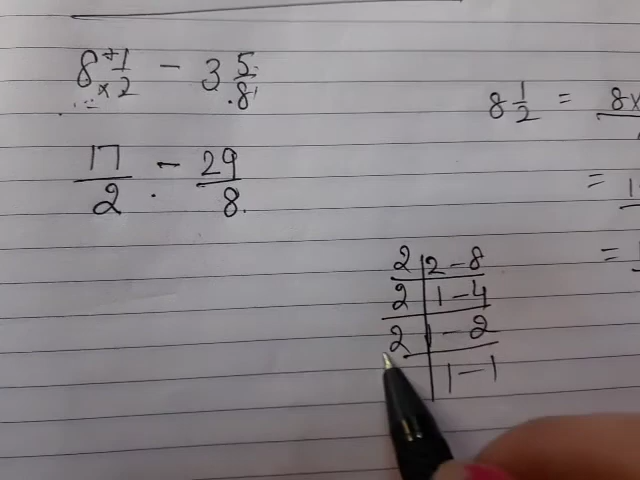 8 +1/×2 − 3 5/8
17/2 − 29/8
8 1/2 = 8×
=
=
2 | 2 − 8
2 | 1 − 4
2 | 1 − 2
| 1 − 1